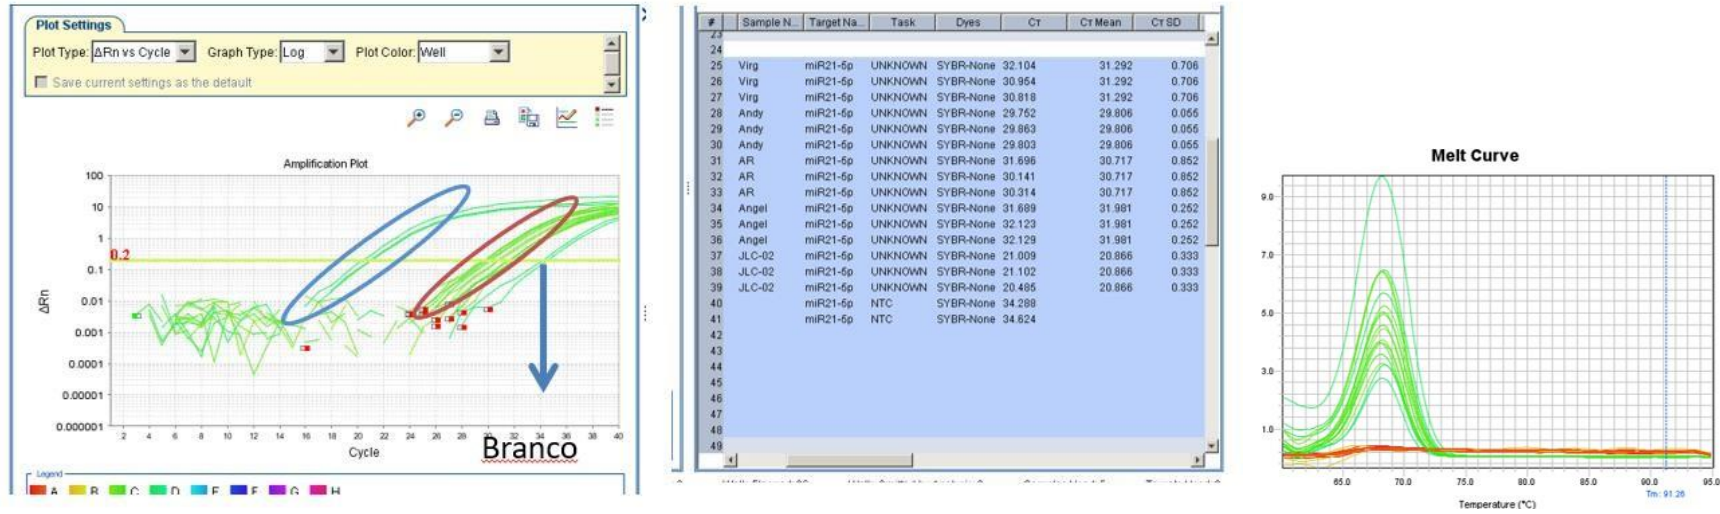 Plot Settings
Plot Type: ΔRn vs Cycle Graph Type: Log Plot Color: Well
Save current settings as the default
Amplification Plot
100
10
1
0.2
0.1
0.01
0.001
0.0001
0.00001
0.000001
ΔRn
2 4 6 8 10 12 14 16 18 20 22 24 26 28 30 32 34 36 38 40
Cycle
Branco
Legend
A B C D E F G H
# Sample N... Target Na... Task Dyes Cт Cт Mean Cт SD
23
24
25 Virg miR21-5p UNKNOWN SYBR-None 32.104 31.292 0.706
26 Virg miR21-5p UNKNOWN SYBR-None 30.954 31.292 0.706
27 Virg miR21-5p UNKNOWN SYBR-None 30.818 31.292 0.706
28 Andy miR21-5p UNKNOWN SYBR-None 29.752 29.806 0.055
29 Andy miR21-5p UNKNOWN SYBR-None 29.863 29.806 0.055
30 Andy miR21-5p UNKNOWN SYBR-None 29.803 29.806 0.055
31 AR miR21-5p UNKNOWN SYBR-None 31.696 30.717 0.852
32 AR miR21-5p UNKNOWN SYBR-None 30.141 30.717 0.852
33 AR miR21-5p UNKNOWN SYBR-None 30.314 30.717 0.852
34 Angel miR21-5p UNKNOWN SYBR-None 31.689 31.981 0.252
35 Angel miR21-5p UNKNOWN SYBR-None 32.123 31.981 0.252
36 Angel miR21-5p UNKNOWN SYBR-None 32.129 31.981 0.252
37 JLC-02 miR21-5p UNKNOWN SYBR-None 21.009 20.866 0.333
38 JLC-02 miR21-5p UNKNOWN SYBR-None 21.102 20.866 0.333
39 JLC-02 miR21-5p UNKNOWN SYBR-None 20.485 20.866 0.333
40 miR21-5p NTC SYBR-None 34.288
41 miR21-5p NTC SYBR-None 34.624
42
43
44
45
46
47
48
49
Melt Curve
9.0
7.0
5.0
3.0
1.0
65.0 70.0 75.0 80.0 85.0 90.0 95.0
Tm: 91.26
Temperature (°C)